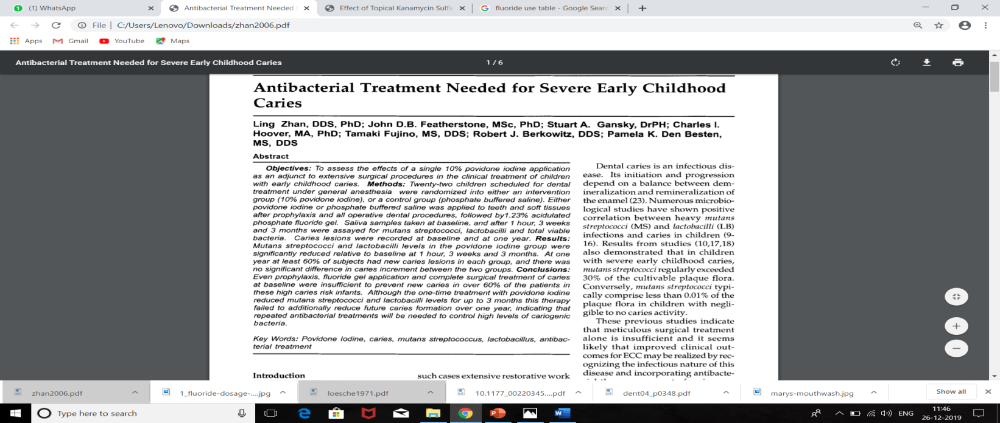 (1) WhatsApp
Antibacterial Treatment Needed f
Effect of Topical Kanamycin Sulfa
fluoride use table - Google Searc
File | C:/Users/Lenovo/Downloads/zhan2006.pdf
Apps
Gmail
YouTube
Maps
Antibacterial Treatment Needed for Severe Early Childhood Caries
1 / 6
Antibacterial Treatment Needed for Severe Early Childhood
Caries
Ling Zhan, DDS, PhD; John D.B. Featherstone, MSc, PhD; Stuart A. Gansky, DrPH; Charles I.
Hoover, MA, PhD; Tamaki Fujino, MS, DDS; Robert J. Berkowitz, DDS; Pamela K. Den Besten,
MS, DDS
Abstract
Objectives: To assess the effects of a single 10% povidone iodine application
as an adjunct to extensive surgical procedures in the clinical treatment of children
with early childhood caries. Methods: Twenty-two children scheduled for dental
treatment under general anesthesia were randomized into either an intervention
group (10% povidone iodine), or a control group (phosphate buffered saline). Either
povidone iodine or phosphate buffered saline was applied to teeth and soft tissues
after prophylaxis and all operative dental procedures, followed by1.23% acidulated
phosphate fluoride gel. Saliva samples taken at baseline, and after 1 hour, 3 weeks
and 3 months were assayed for mutans streptococci, lactobacilli and total viable
bacteria. Caries lesions were recorded at baseline and at one year. Results:
Mutans streptococci and lactobacilli levels in the povidone iodine group were
significantly reduced relative to baseline at 1 hour, 3 weeks and 3 months. At one
year at least 60% of subjects had new caries lesions in each group, and there was
no significant difference in caries increment between the two groups. Conclusions:
Even prophylaxis, fluoride gel application and complete surgical treatment of caries
at baseline were insufficient to prevent new caries in over 60% of the patients in
these high caries risk infants. Although the one-time treatment with povidone iodine
reduced mutans streptococci and lactobacilli levels for up to 3 months this therapy
failed to additionally reduce future caries formation over one year, indicating that
repeated antibacterial treatments will be needed to control high levels of cariogenic
bacteria.
Key Words: Povidone Iodine, caries, mutans streptococcus, lactobacillus, antibac-
terial treatment
Introduction
such cases extensive restorative work
Dental caries is an infectious dis-
ease. Its initiation and progression
depend on a balance between dem-
ineralization and remineralization of
the enamel (23). Numerous microbio-
logical studies have shown positive
correlation between heavy mutans
streptococci (MS) and lactobacilli (LB)
infections and caries in children (9-
16). Results from studies (10,17,18)
also demonstrated that in children
with severe early childhood caries,
mutans streptococci regularly exceeded
30% of the cultivable plaque flora.
Conversely, mutans streptococci typi-
cally comprise less than 0.01% of the
plaque flora in children with negli-
gible to no caries activity.
These previous studies indicate
that meticulous surgical treatment
alone is insufficient and it seems
likely that improved clinical out-
comes for ECC may be realized by rec-
ognizing the infectious nature of this
disease and incorporating antibacte-
zhan2006.pdf
1_fluoride-dosage-....jpg
loesche1971.pdf
10.1177_00220345....pdf
dent04_p0348.pdf
marys-mouthwash.jpg
Show all
Type here to search
ENG
11:46
26-12-2019